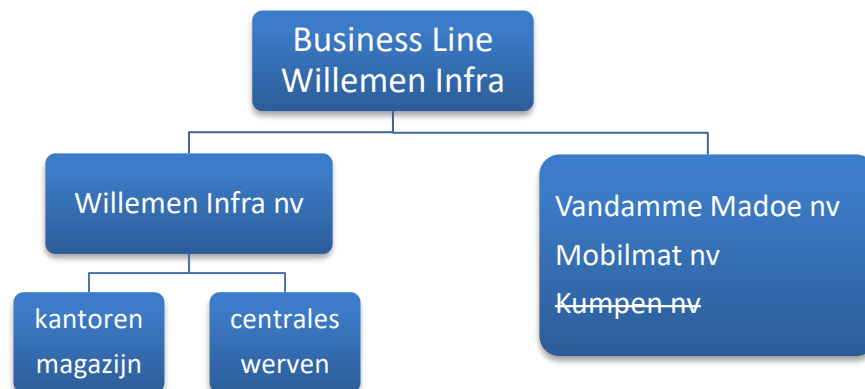 Business Line
Willemen Infra
Willemen Infra nv
Vandamme Madoe nv
Mobilmat nv
Kumpen nv
kantoren
magazijn
centrales
werven